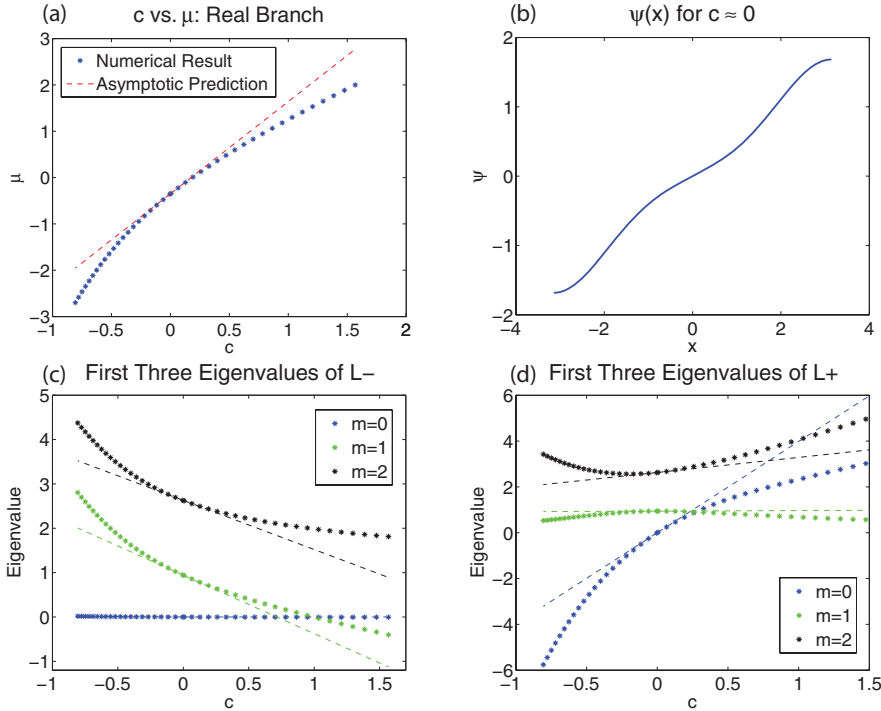 (a) c vs. μ: Real Branch
3
2
1
0
−1
−2
−3
μ
Numerical Result
Asymptotic Prediction
−1 −0.5 0 0.5 1 1.5 2
c
(b) ψ(x) for c ≈ 0
2
1
0
−1
−2
ψ
−4 −2 0 2 4
x
(c) First Three Eigenvalues of L−
5
4
3
2
1
0
−1
Eigenvalue
m=0
m=1
m=2
−1 −0.5 0 0.5 1 1.5
c
(d) First Three Eigenvalues of L+
6
4
2
0
−2
−4
−6
Eigenvalue
m=0
m=1
m=2
−1 −0.5 0 0.5 1 1.5
c